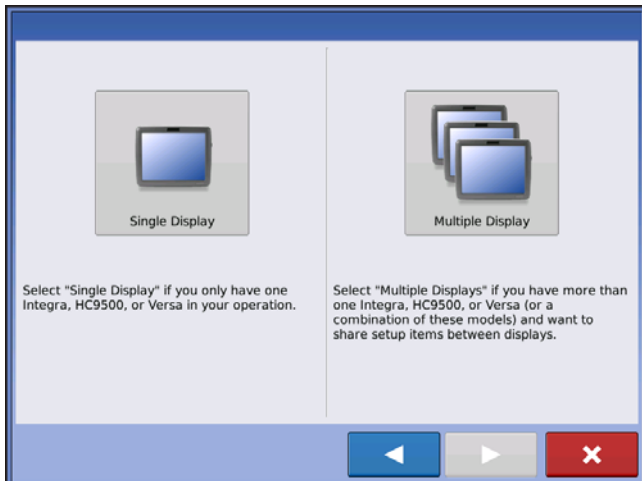 Single Display
Multiple Display
Select "Single Display" if you only have one
Integra, HC9500, or Versa in your operation.
Select "Multiple Displays" if you have more than
one Integra, HC9500, or Versa (or a
combination of these models) and want to
share setup items between displays.